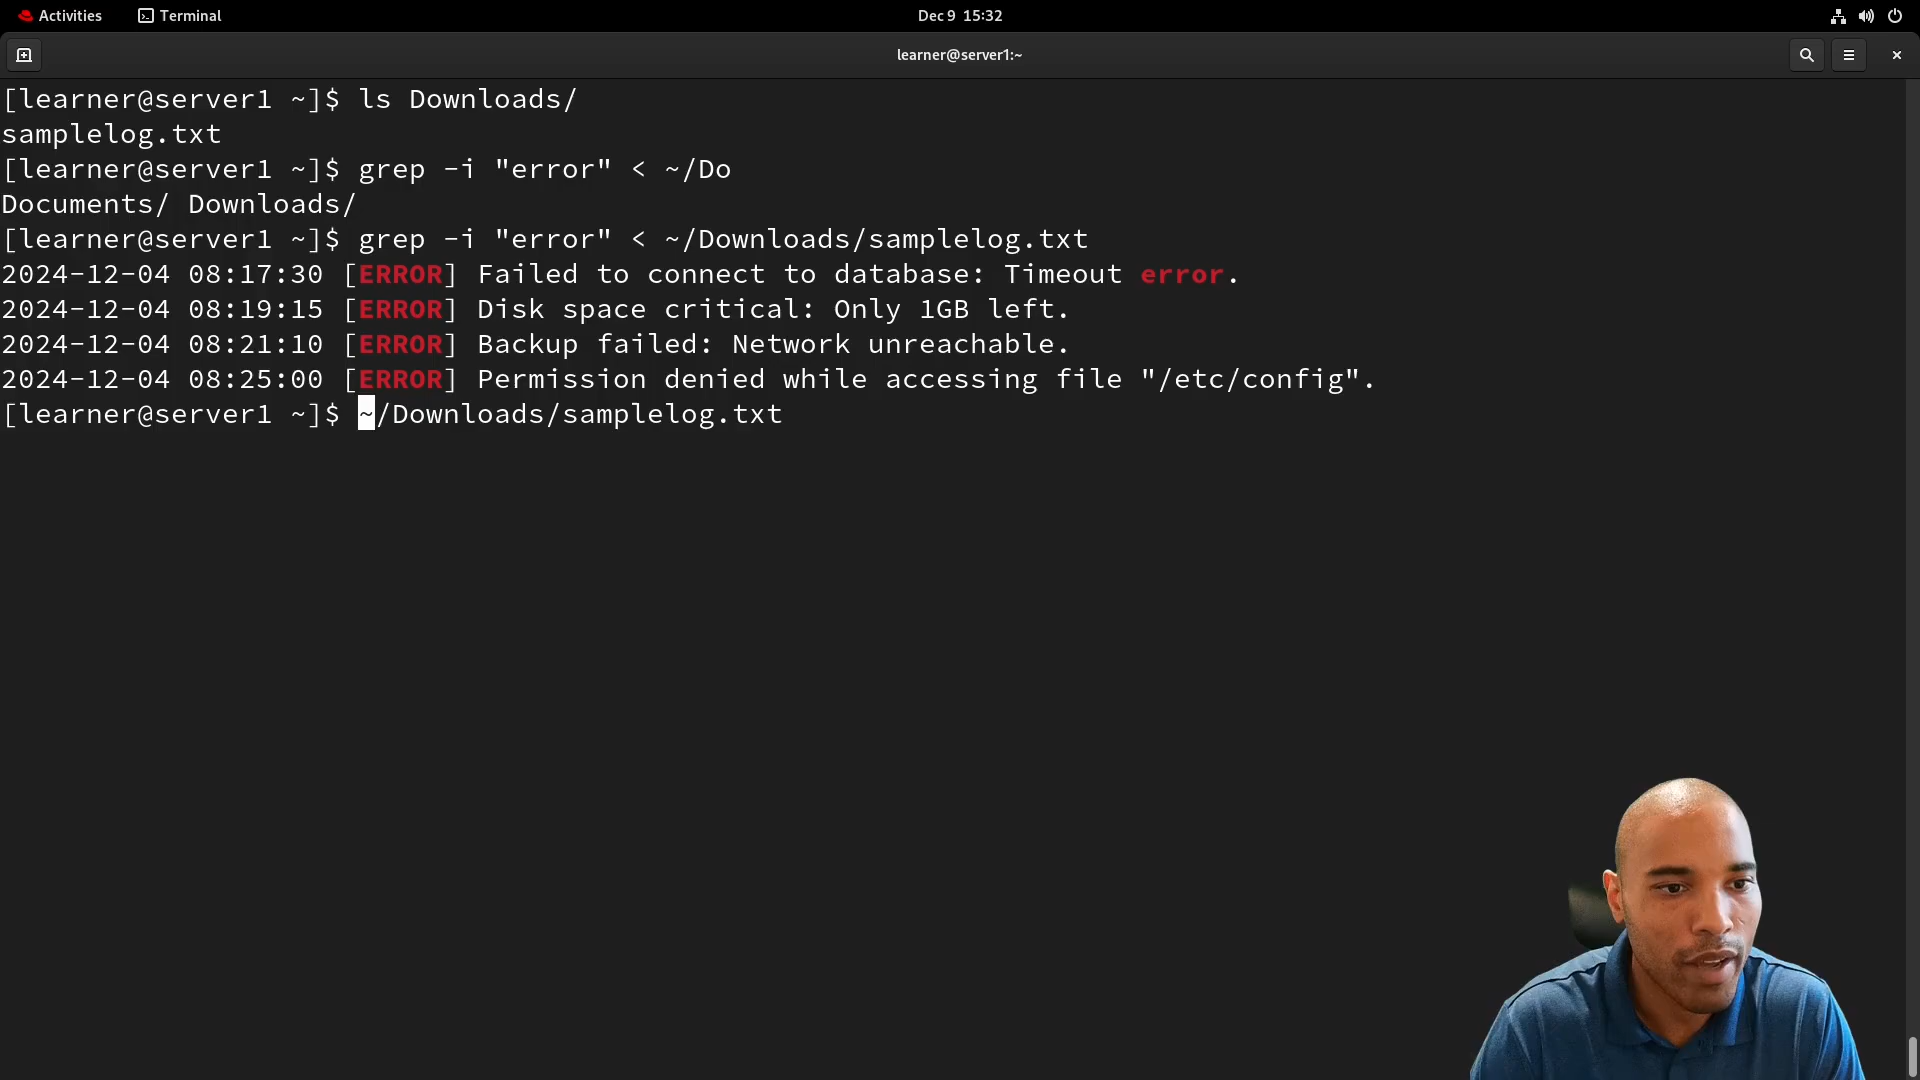 Activities
Terminal
Dec 9 15:32
learner@server1:~
[learner@server1 ~]$ ls Downloads/
samplelog.txt
[learner@server1 ~]$ grep -i "error" < ~/Do
Documents/ Downloads/
[learner@server1 ~]$ grep -i "error" < ~/Downloads/samplelog.txt
2024-12-04 08:17:30 [ERROR] Failed to connect to database: Timeout error.
2024-12-04 08:19:15 [ERROR] Disk space critical: Only 1GB left.
2024-12-04 08:21:10 [ERROR] Backup failed: Network unreachable.
2024-12-04 08:25:00 [ERROR] Permission denied while accessing file "/etc/config".
[learner@server1 ~]$ ~/Downloads/samplelog.txt